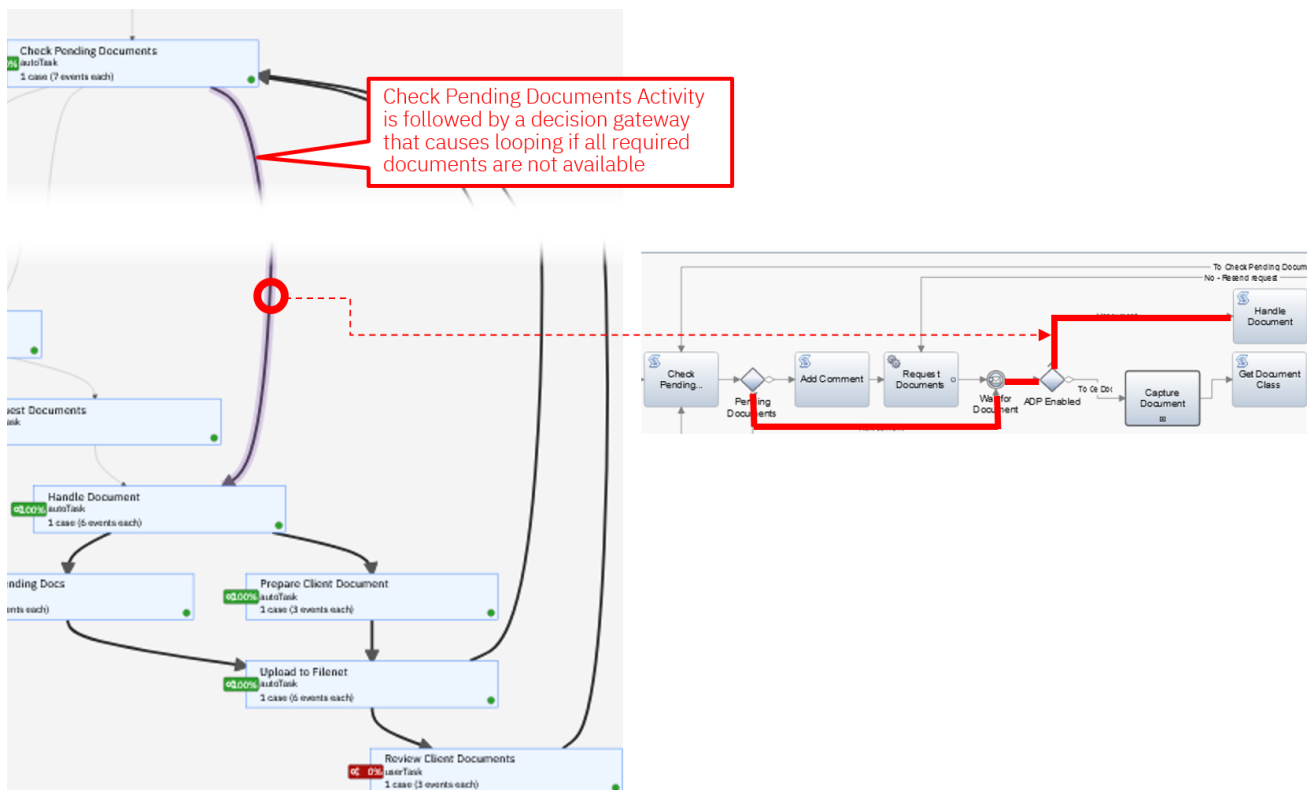 Check Pending Documents
%
autoTask
1 case (7 events each)
Check Pending Documents Activity
is followed by a decision gateway
that causes looping if all required
documents are not available
To Check Pending Docum
No - Resend request
Handle
Document
Check
Pending...
Pending
Documents
Add Comment
Request
Documents
Wait for
Document
ADP Enabled
Capture
Document
Get Document
Class
est Documents
ask
Handle Document
100%
autoTask
1 case (6 events each)
nding Docs
ents each)
Prepare Client Document
100%
autoTask
1 case (3 events each)
Upload to Filenet
100%
autoTask
1 case (6 events each)
Review Client Documents
0%
userTask
1 case (3 events each)